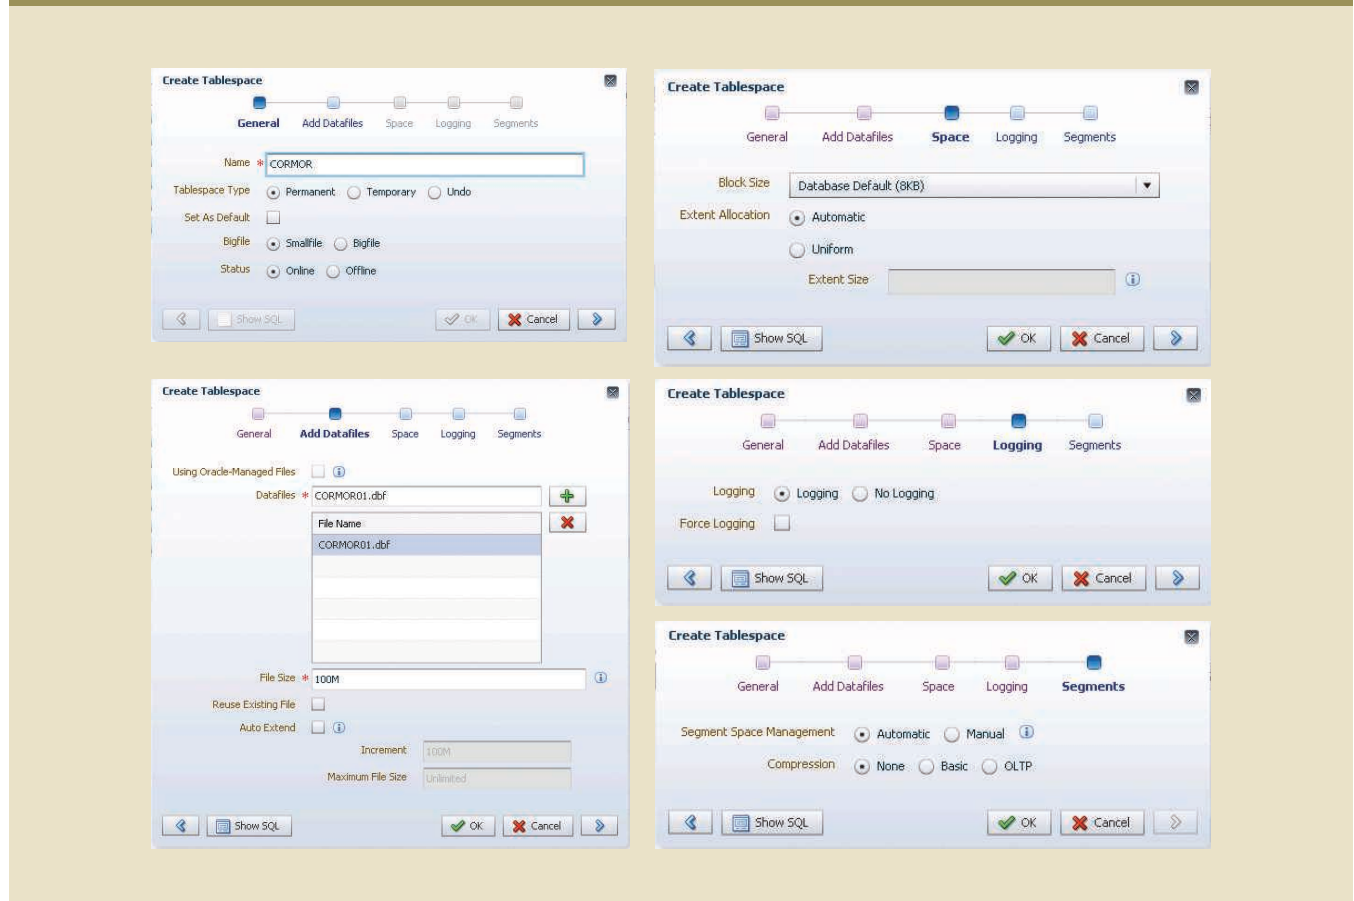 Create Tablespace
General Add Datafiles Space Logging Segments
Name * CORMOR
Tablespace Type Permanent Temporary Undo
Set As Default
Bigfile Smallfile Bigfile
Status Online Offline
Show SQL OK Cancel
Create Tablespace
General Add Datafiles Space Logging Segments
Using Oracle-Managed Files
Datafiles * CORMOR01.dbf
File Name
CORMOR01.dbf
File Size * 100M
Reuse Existing File
Auto Extend
Increment 100M
Maximum File Size Unlimited
Show SQL OK Cancel
Create Tablespace
General Add Datafiles Space Logging Segments
Block Size Database Default (8KB)
Extent Allocation Automatic
Uniform
Extent Size
Show SQL OK Cancel
Create Tablespace
General Add Datafiles Space Logging Segments
Logging Logging No Logging
Force Logging
Show SQL OK Cancel
Create Tablespace
General Add Datafiles Space Logging Segments
Segment Space Management Automatic Manual
Compression None Basic OLTP
Show SQL OK Cancel